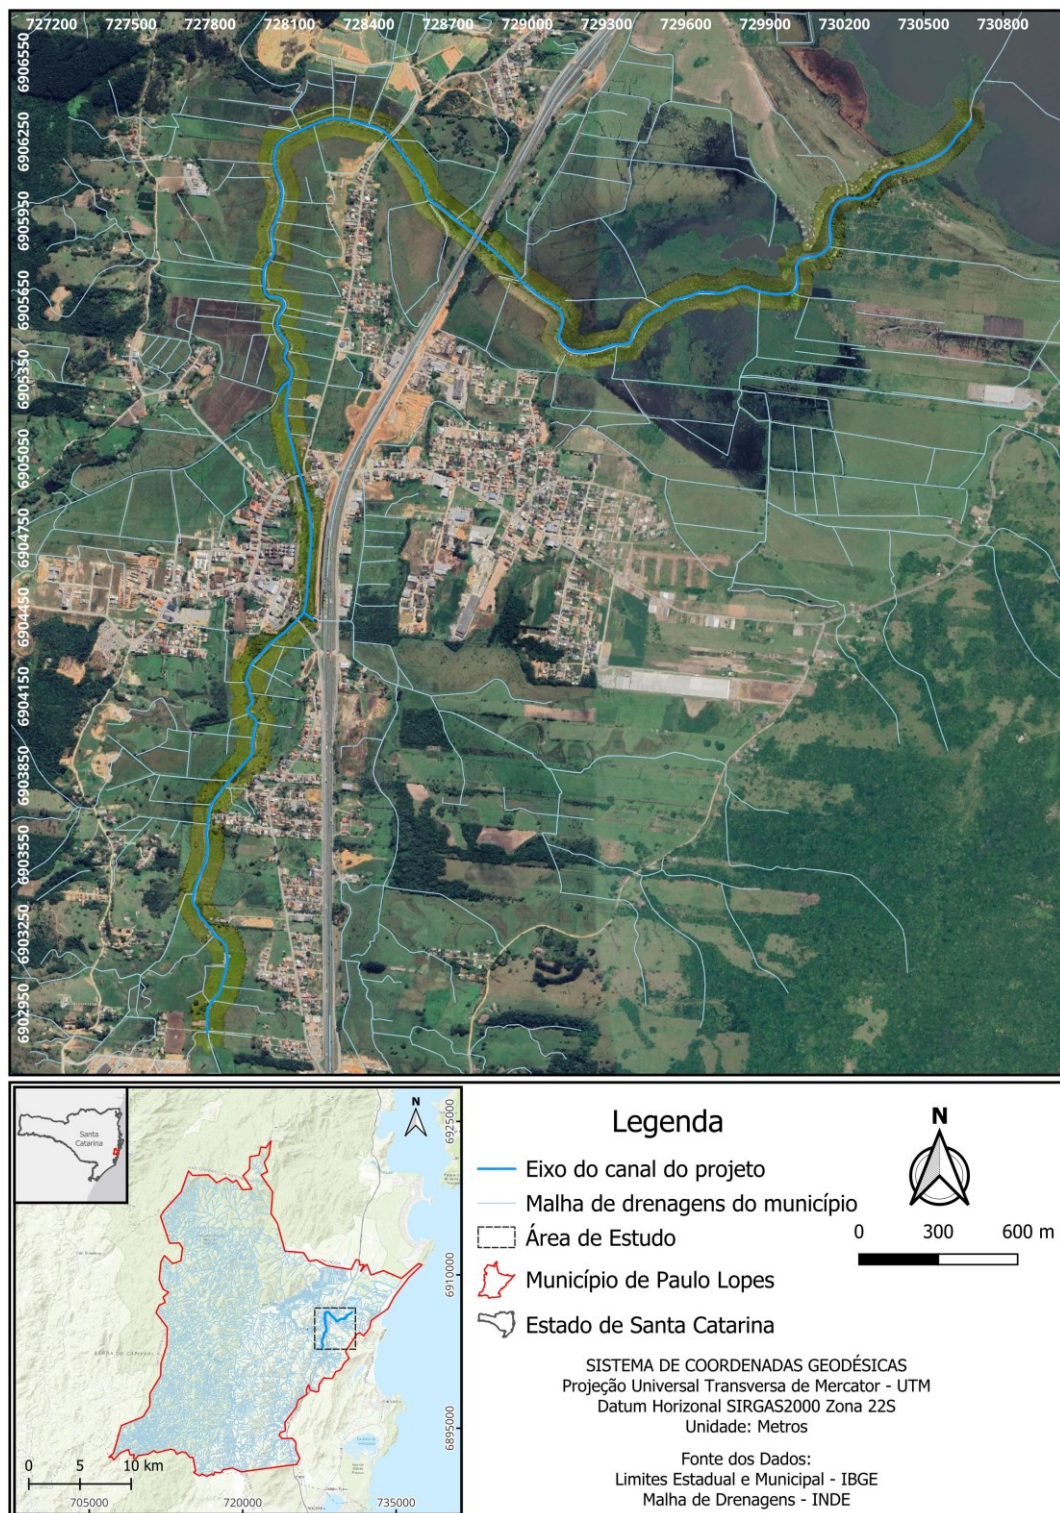 727200 727500 727800 728100 728400 728700 729000 729300 729600 729900 730200 730500 730800
6906550
6906250
6905950
6905650
6905350
6905050
6904750
6904450
6904150
6903850
6903550
6903250
6902950
Santa
Catarina
N
6925000
6910000
6895000
0 5 10 km
705000 720000 735000
Legenda
Eixo do canal do projeto
Malha de drenagens do município
Área de Estudo
Município de Paulo Lopes
Estado de Santa Catarina
N
0 300 600 m
SISTEMA DE COORDENADAS GEODÉSICAS
Projeção Universal Transversa de Mercator - UTM
Datum Horizonal SIRGAS2000 Zona 22S
Unidade: Metros
Fonte dos Dados:
Limites Estadual e Municipal - IBGE
Malha de Drenagens - INDE